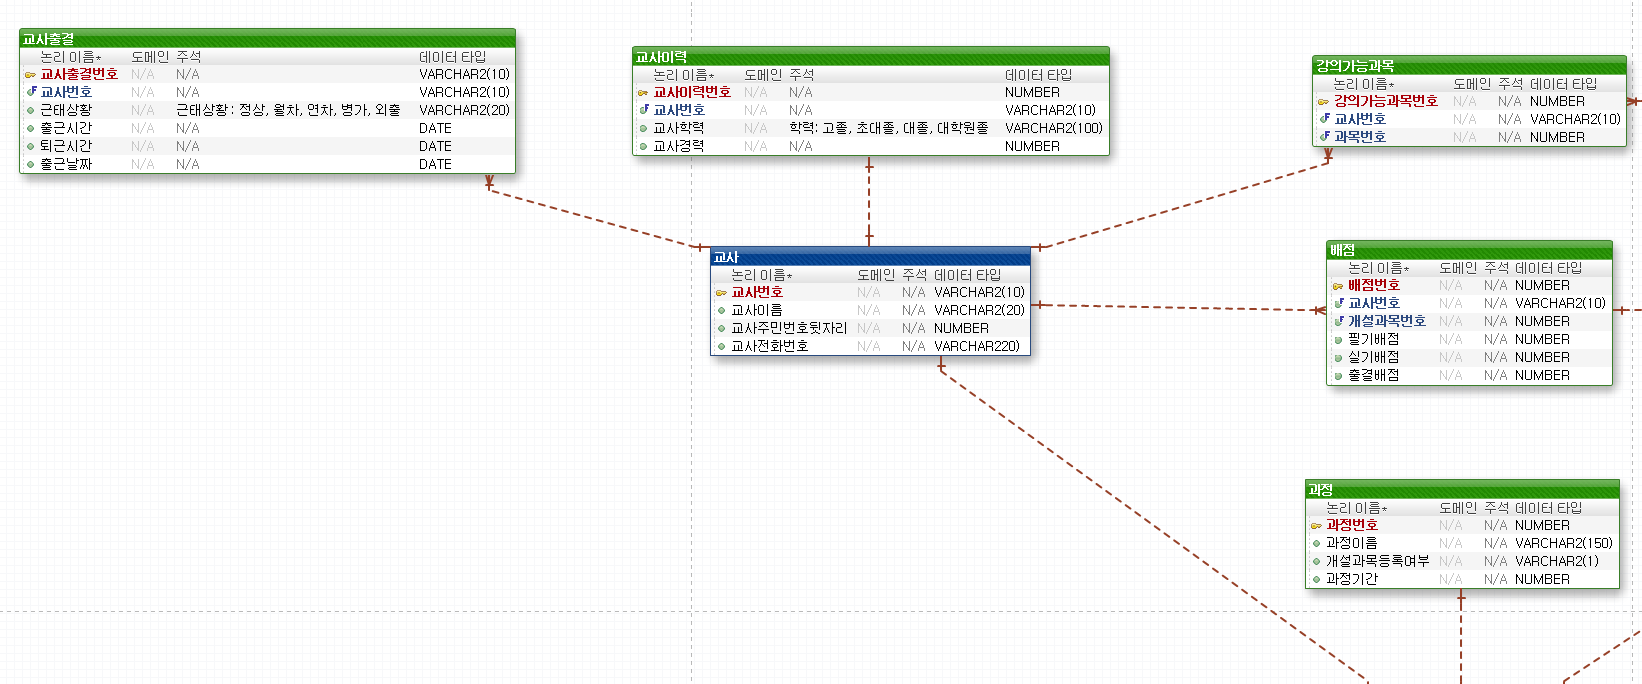 교사출결
논리 이름* 도메인 주석 데이터 타입
교사출결번호 N/A N/A VARCHAR2(10)
교사번호 N/A N/A VARCHAR2(10)
근태상황 N/A 근태상황 : 정상, 월차, 연차, 병가, 외출 VARCHAR2(20)
출근시간 N/A N/A DATE
퇴근시간 N/A N/A DATE
출근날짜 N/A N/A DATE
교사이력
논리 이름* 도메인 주석 데이터 타입
교사이력번호 N/A N/A NUMBER
교사번호 N/A N/A VARCHAR2(10)
교사학력 N/A 학력: 고졸, 초대졸, 대졸, 대학원졸 VARCHAR2(100)
교사경력 N/A N/A NUMBER
강의가능과목
논리 이름* 도메인 주석 데이터 타입
강의가능과목번호 N/A N/A NUMBER
교사번호 N/A N/A VARCHAR2(10)
과목번호 N/A N/A NUMBER
교사
논리 이름* 도메인 주석 데이터 타입
교사번호 N/A N/A VARCHAR2(10)
교사이름 N/A N/A VARCHAR2(20)
교사주민번호뒷자리 N/A N/A NUMBER
교사전화번호 N/A N/A VARCHAR220)
배점
논리 이름* 도메인 주석 데이터 타입
배점번호 N/A N/A NUMBER
교사번호 N/A N/A VARCHAR2(10)
개설과목번호 N/A N/A NUMBER
필기배점 N/A N/A NUMBER
실기배점 N/A N/A NUMBER
출결배점 N/A N/A NUMBER
과정
논리 이름* 도메인 주석 데이터 타입
과정번호 N/A N/A NUMBER
과정이름 N/A N/A VARCHAR2(150)
개설과목등록여부 N/A N/A VARCHAR2(1)
과정기간 N/A N/A NUMBER